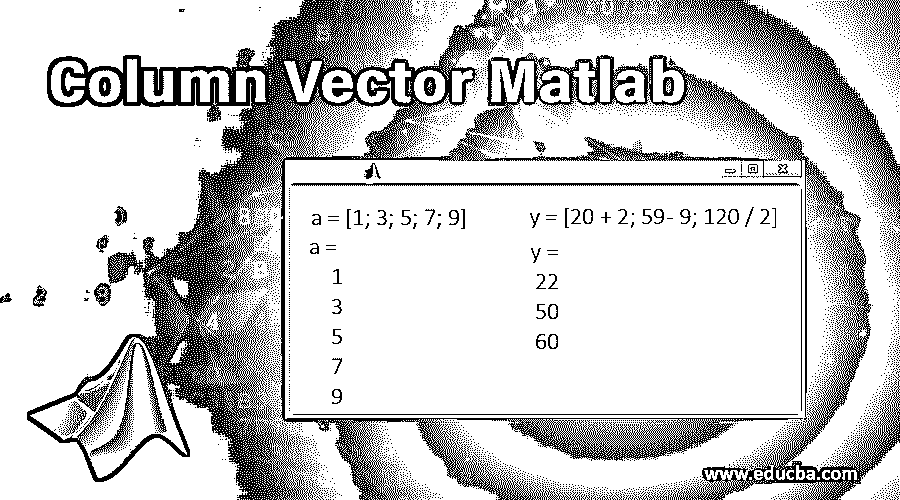 Column Vector Matlab
a = [1; 3; 5; 7; 9]
a =
1
3
5
7
9
y = [20 + 2; 59- 9; 120 / 2]
y =
22
50
60
www.educba.com